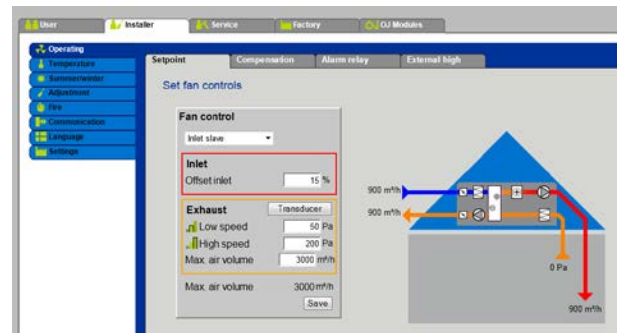 User
Installer
Service
Factory
OJ Modules
Operating
Temperature
Summer/winter
Adjustment
Fire
Communication
Language
Settings
Setpoint
Compensation
Alarm relay
External high
Set fan controls
Fan control
Inlet slave
Inlet
Offset inlet 15 %
Exhaust Transducer
Low speed 50 Pa
High speed 200 Pa
Max. air volume 3000 m³/h
Max. air volume 3000 m³/h
Save
900 m³/h
900 m³/h
0 Pa
900 m³/h